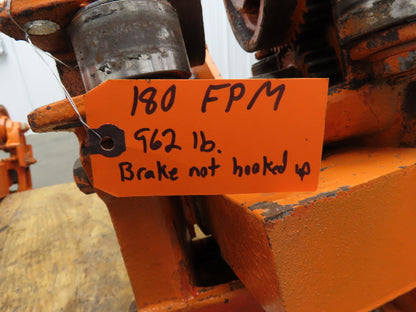 180 FPM
962 lb.
Brake not hooked up